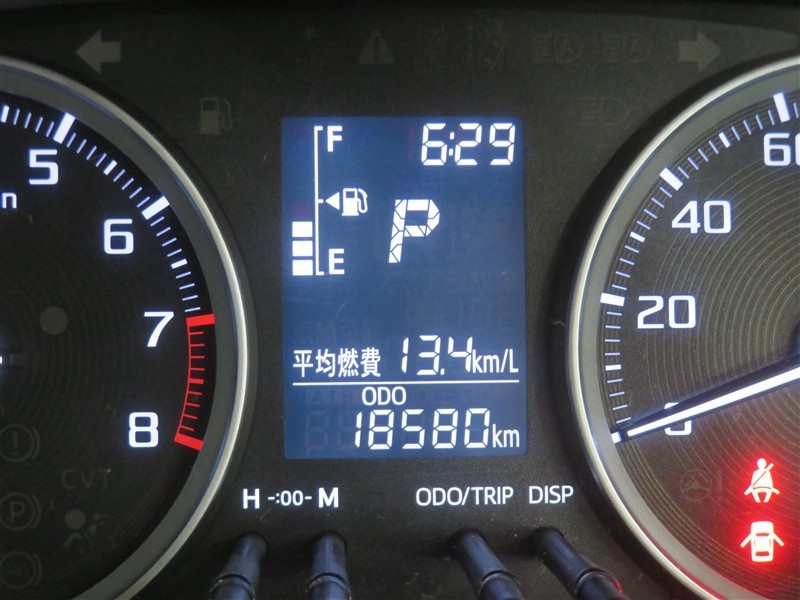 F 6:29
P
E
平均燃費 13.4km/L
ODO
18580km
5
6
7
8
n
60
40
20
0
CVT
H -:00- M ODO/TRIP DISP